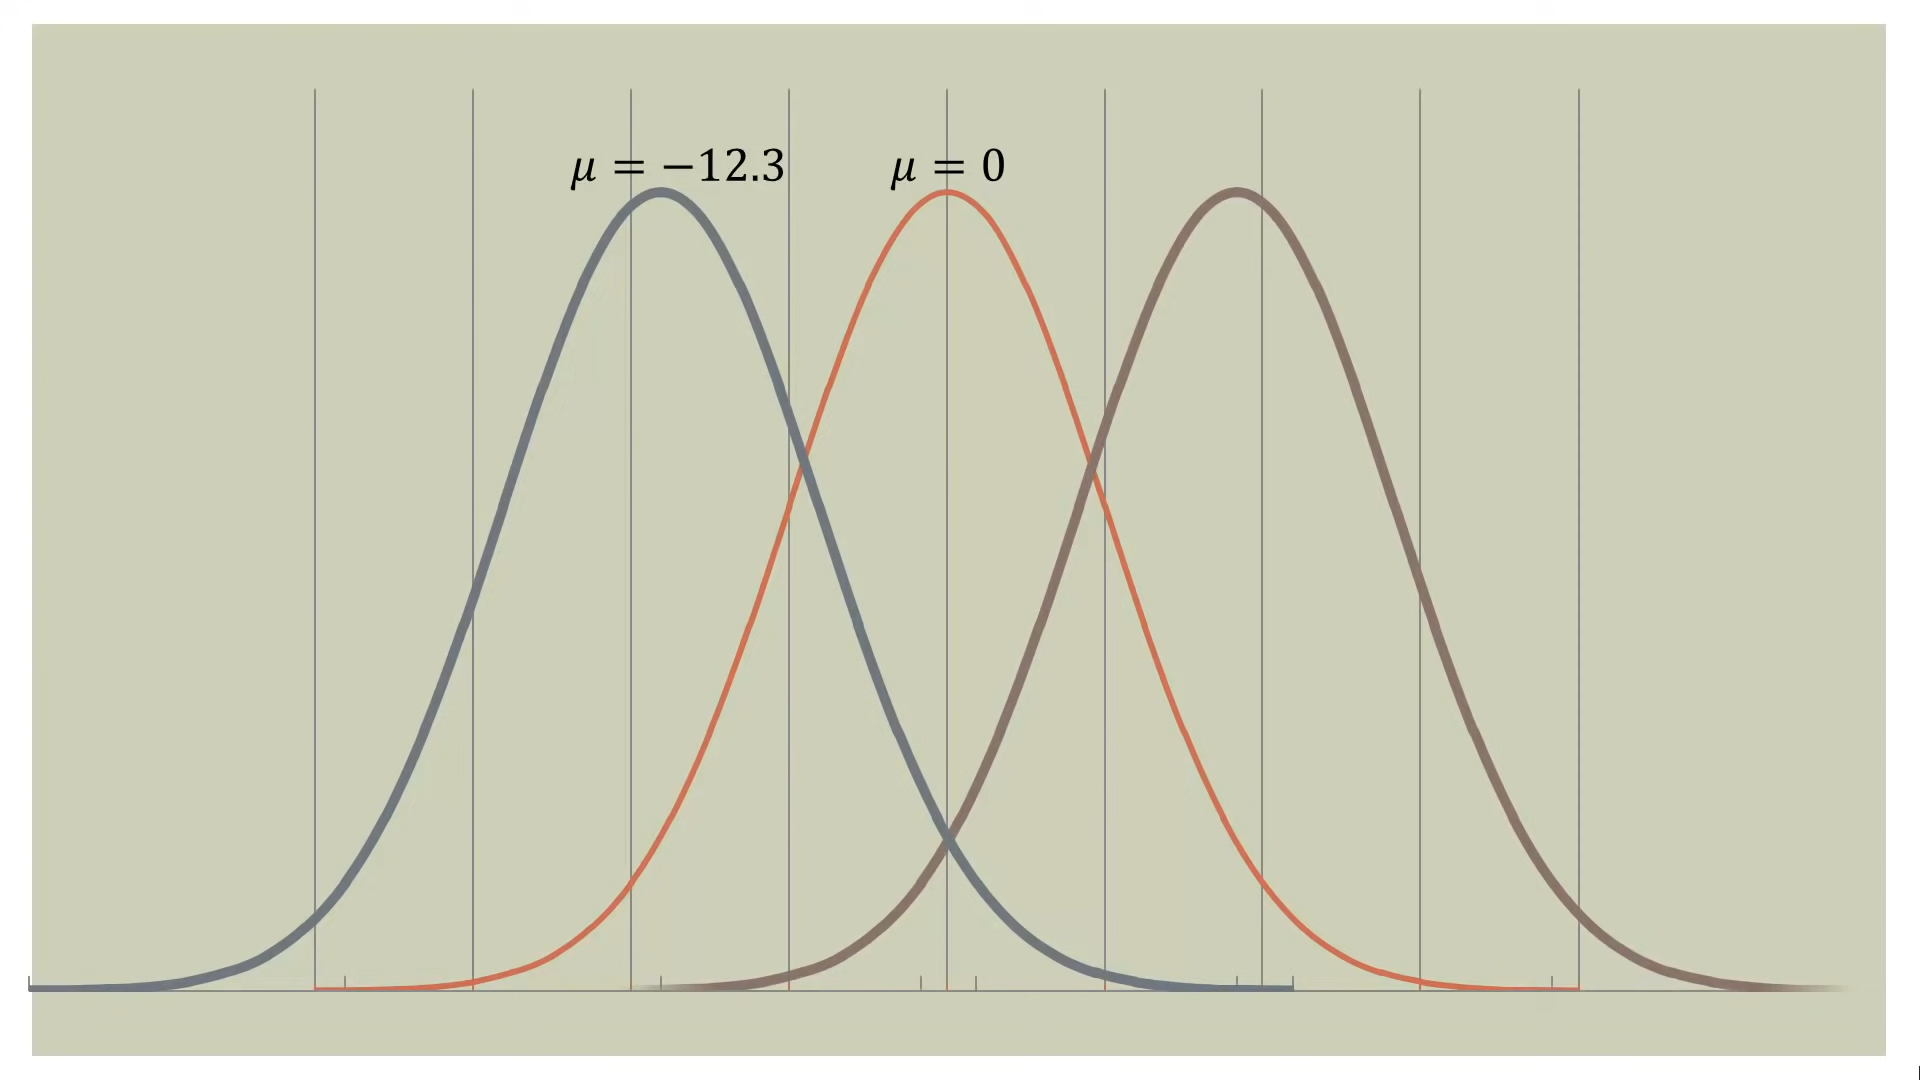 μ = −12.3
μ = 0